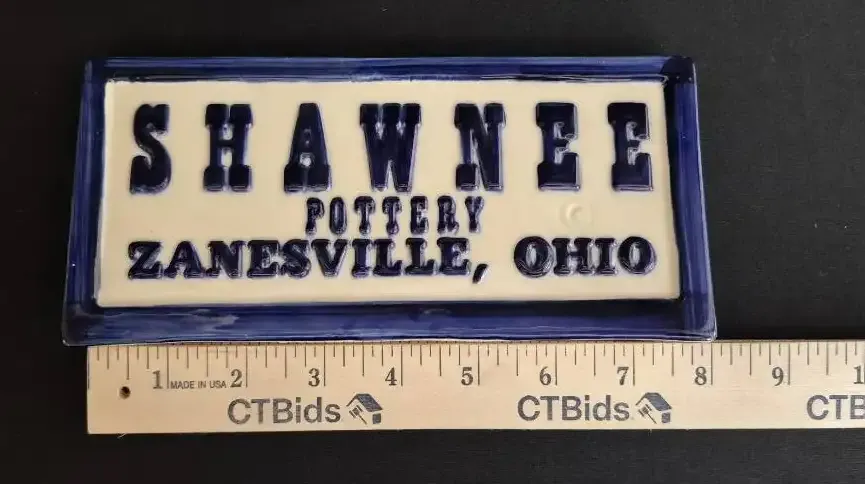 SHAWNEE
POTTERY
ZANESVILLE, OHIO
1 MADE IN USA 2 3 4 5 6 7 8 9
CTBids CTBids CTB